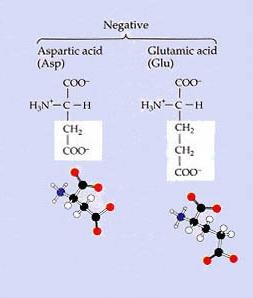 Negative
Aspartic acid
(Asp)
Glutamic acid
(Glu)
COO⁻
H₃N⁺–C–H
CH₂
COO⁻
COO⁻
H₃N⁺–C–H
CH₂
CH₂
COO⁻